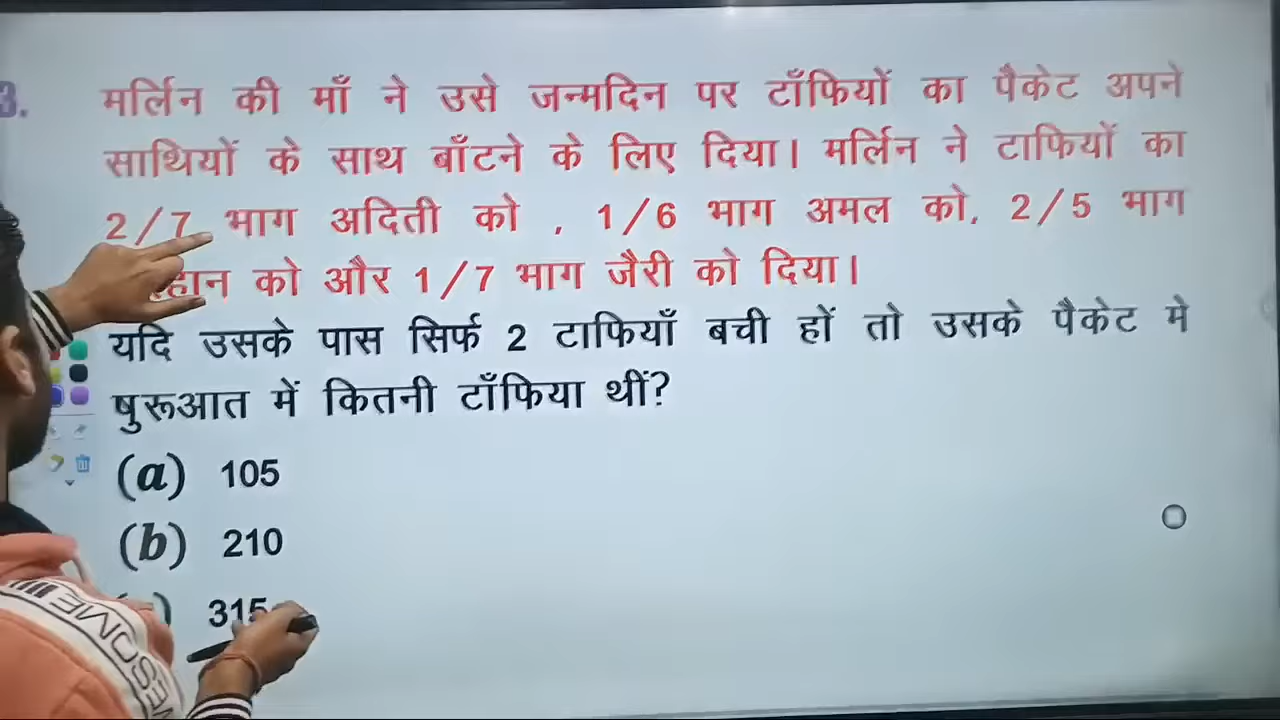 3.
मर्लिन की माँ ने उसे जन्मदिन पर टाँफियों का पैकेट अपने
साथियों के साथ बाँटने के लिए दिया। मर्लिन ने टाफियों का
2/7 भाग अदिती को , 1/6 भाग अमल को, 2/5 भाग
को और 1/7 भाग जैरी को दिया।
यदि उसके पास सिर्फ 2 टाफियाँ बची हों तो उसके पैकेट मे
षुरूआत में कितनी टाँफिया थीं?
(a) 105
(b) 210
315